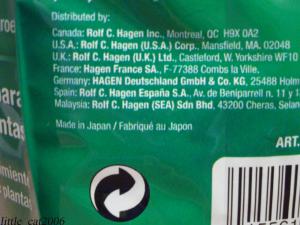 Distributed by:
Canada: Rolf C. Hagen Inc., Montreal, QC H9X 0A2
U.S.A.: Rolf C. Hagen (U.S.A.) Corp., Mansfield, MA. 02048
U.K.: Rolf C. Hagen (U.K.) Ltd., Castleford, W. Yorkshire WF10
France: Hagen France SA., F-77388 Combs la Ville.
Germany: HAGEN Deutschland GmbH & Co. KG, 25488 Holm
Spain: Rolf C. Hagen España S.A., Av. de Beniparrell n. 11 y 1
Malaysia: Rolf C. Hagen (SEA) Sdn Bhd, 43200 Cheras, Selan
Made in Japan / Fabriqué au Japon
ART.
para
ntas
little_cat2006